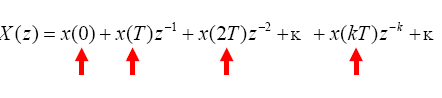 X(z) = x(0) + x(T)z⁻¹ + x(2T)z⁻² +κ + x(kT)z⁻ᵏ +κ